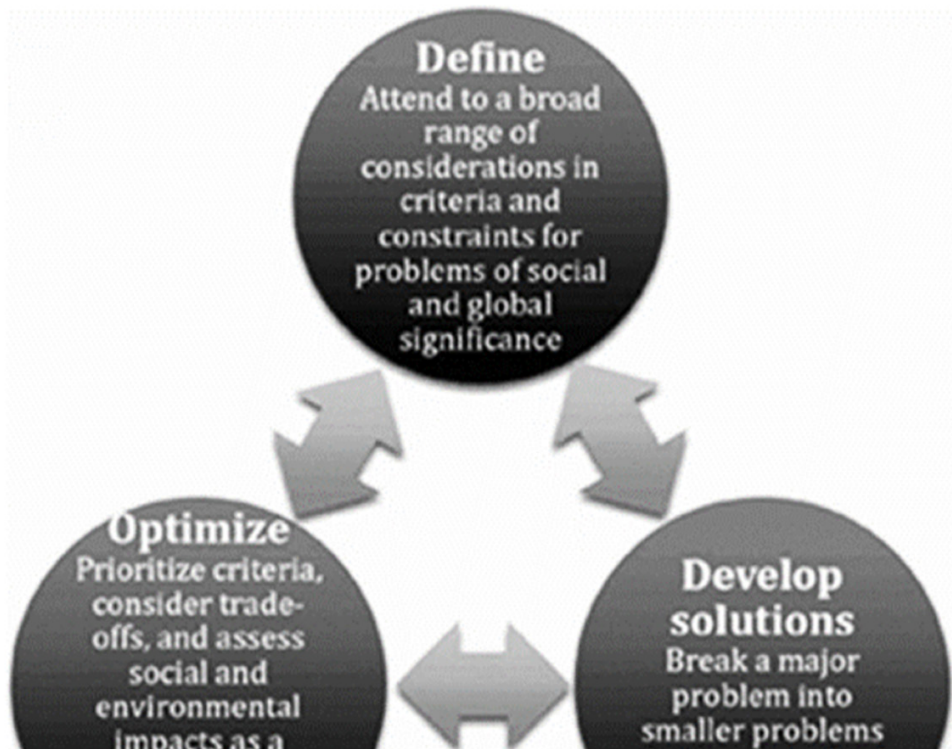 Define
Attend to a broad
range of
considerations in
criteria and
constraints for
problems of social
and global
significance
Optimize
Prioritize criteria,
consider trade-
offs, and assess
social and
environmental
impacts as a
Develop
solutions
Break a major
problem into
smaller problems